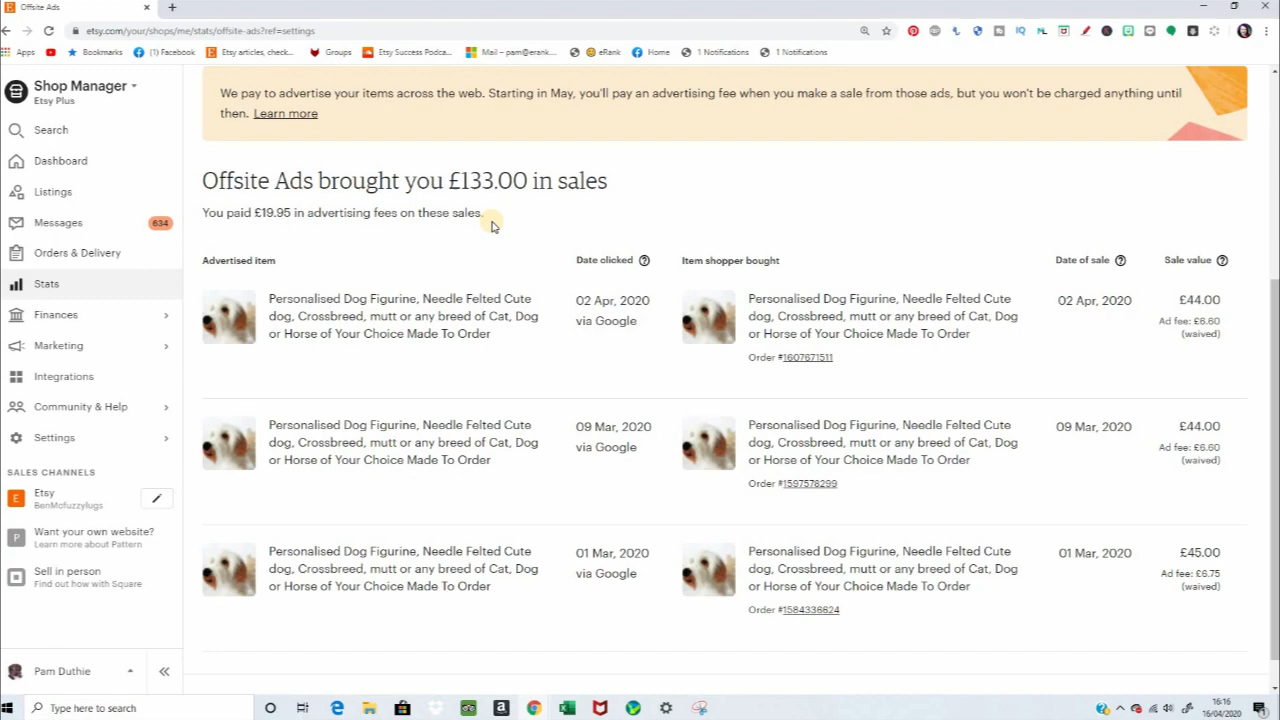 Offsite Ads
etsy.com/your/shops/me/stats/offsite-ads?ref=settings
Apps
Bookmarks
(1) Facebook
Etsy articles, check...
Groups
Etsy Success Podc...
Mail – pam@erank...
eRank
Home
1 Notifications
1 Notifications
Shop Manager
Etsy Plus
Search
Dashboard
Listings
Messages
634
Orders & Delivery
Stats
Finances
Marketing
Integrations
Community & Help
Settings
SALES CHANNELS
E
Etsy
BenMcfuzzylugs
P
Want your own website?
Learn more about Pattern
Sell in person
Find out how with Square
Pam Duthie
We pay to advertise your items across the web. Starting in May, you'll pay an advertising fee when you make a sale from those ads, but you won't be charged anything until
then. Learn more
Offsite Ads brought you £133.00 in sales
You paid £19.95 in advertising fees on these sales.
Advertised item
Date clicked
Item shopper bought
Date of sale
Sale value
Personalised Dog Figurine, Needle Felted Cute
dog, Crossbreed, mutt or any breed of Cat, Dog
or Horse of Your Choice Made To Order
02 Apr, 2020
via Google
Personalised Dog Figurine, Needle Felted Cute
dog, Crossbreed, mutt or any breed of Cat, Dog
or Horse of Your Choice Made To Order
Order #1607671511
02 Apr, 2020
£44.00
Ad fee: £6.60
(waived)
Personalised Dog Figurine, Needle Felted Cute
dog, Crossbreed, mutt or any breed of Cat, Dog
or Horse of Your Choice Made To Order
09 Mar, 2020
via Google
Personalised Dog Figurine, Needle Felted Cute
dog, Crossbreed, mutt or any breed of Cat, Dog
or Horse of Your Choice Made To Order
Order #1597578299
09 Mar, 2020
£44.00
Ad fee: £6.60
(waived)
Personalised Dog Figurine, Needle Felted Cute
dog, Crossbreed, mutt or any breed of Cat, Dog
or Horse of Your Choice Made To Order
01 Mar, 2020
via Google
Personalised Dog Figurine, Needle Felted Cute
dog, Crossbreed, mutt or any breed of Cat, Dog
or Horse of Your Choice Made To Order
Order #1584336624
01 Mar, 2020
£45.00
Ad fee: £6.75
(waived)
Type here to search
16:16
16/04/2020